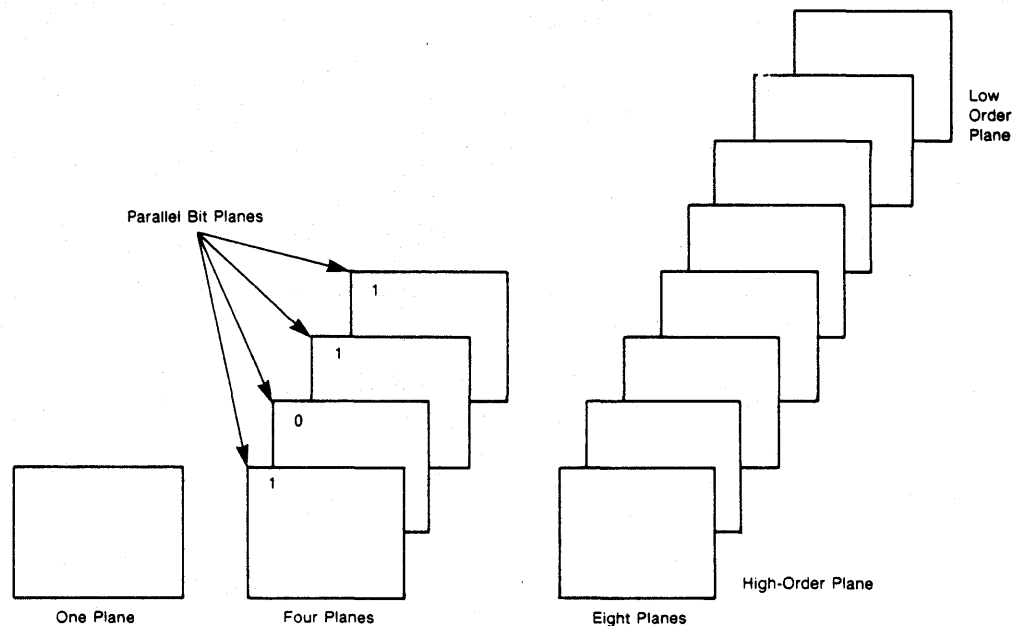 Low
Order
Plane
Parallel Bit Planes
1
1
0
1
High-Order Plane
One Plane
Four Planes
Eight Planes